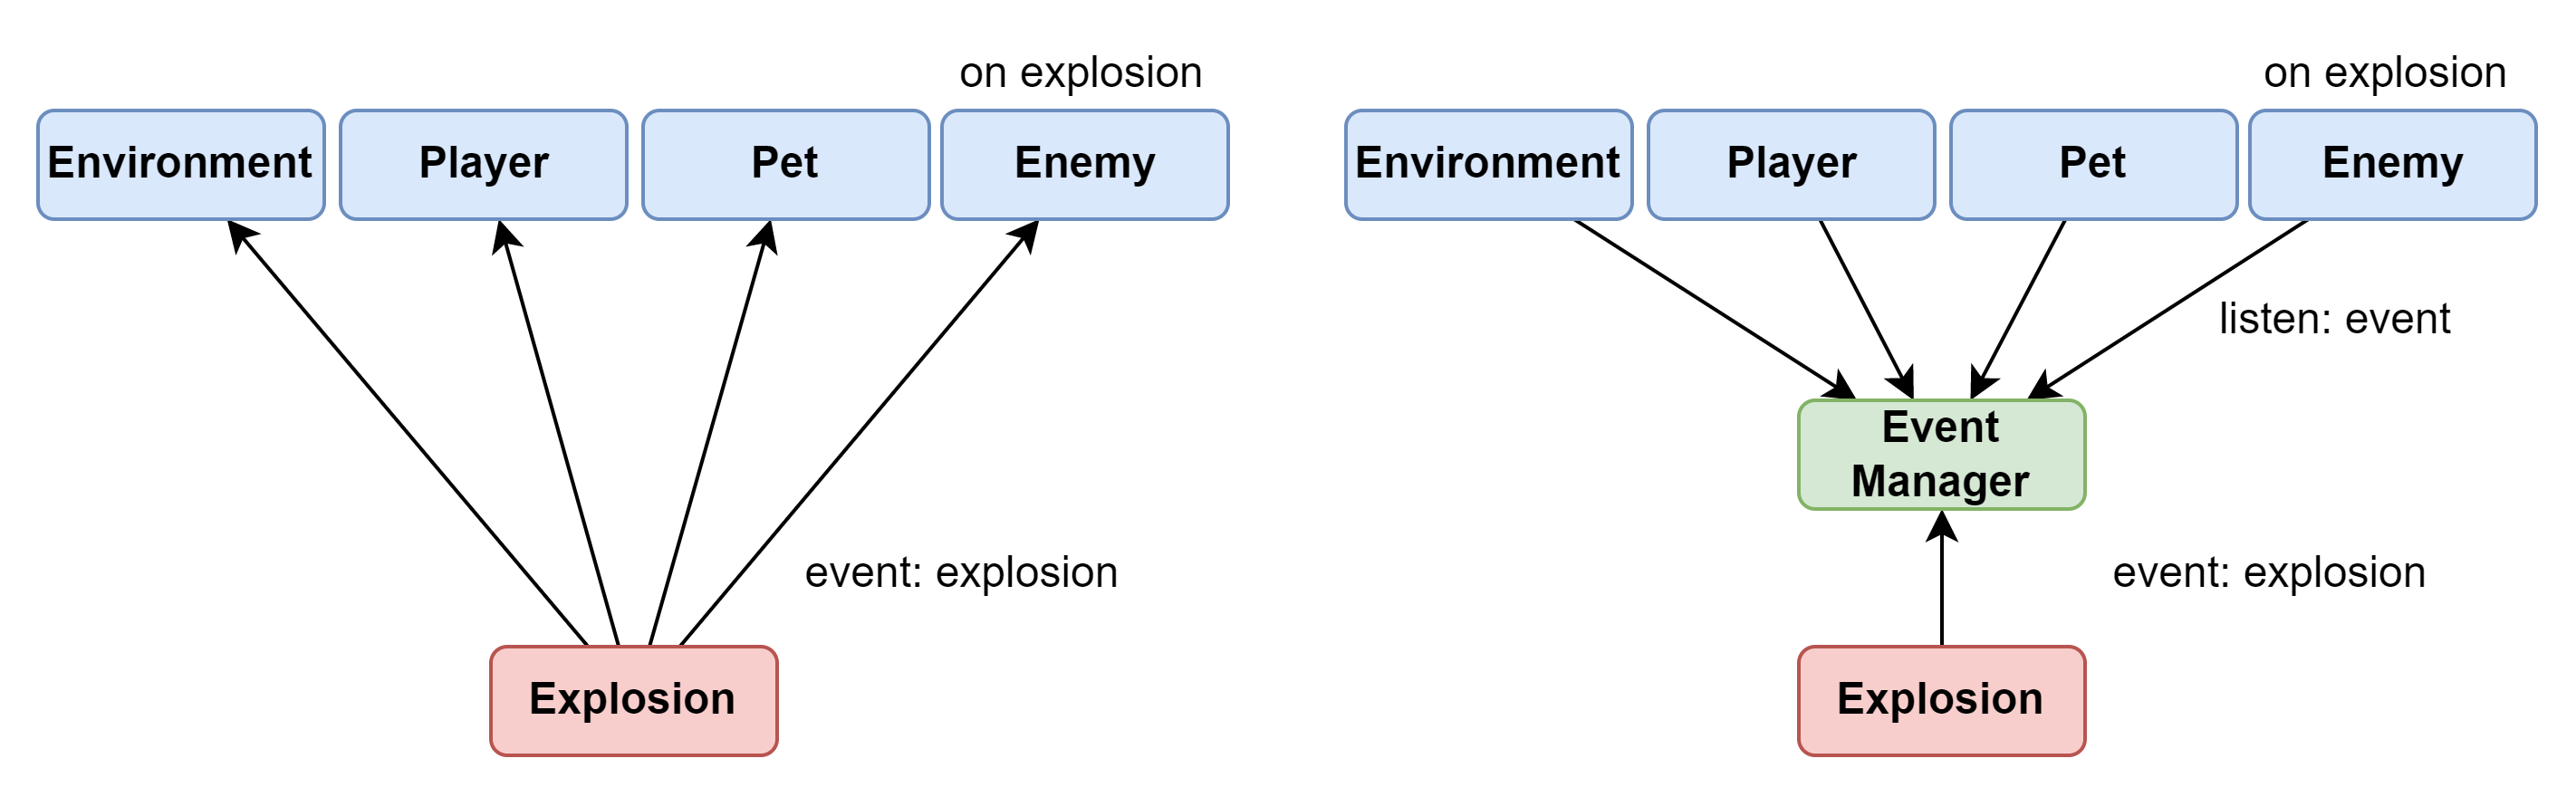 on explosion
Environment
Player
Pet
Enemy
event: explosion
Explosion
on explosion
Environment
Player
Pet
Enemy
listen: event
Event
Manager
event: explosion
Explosion